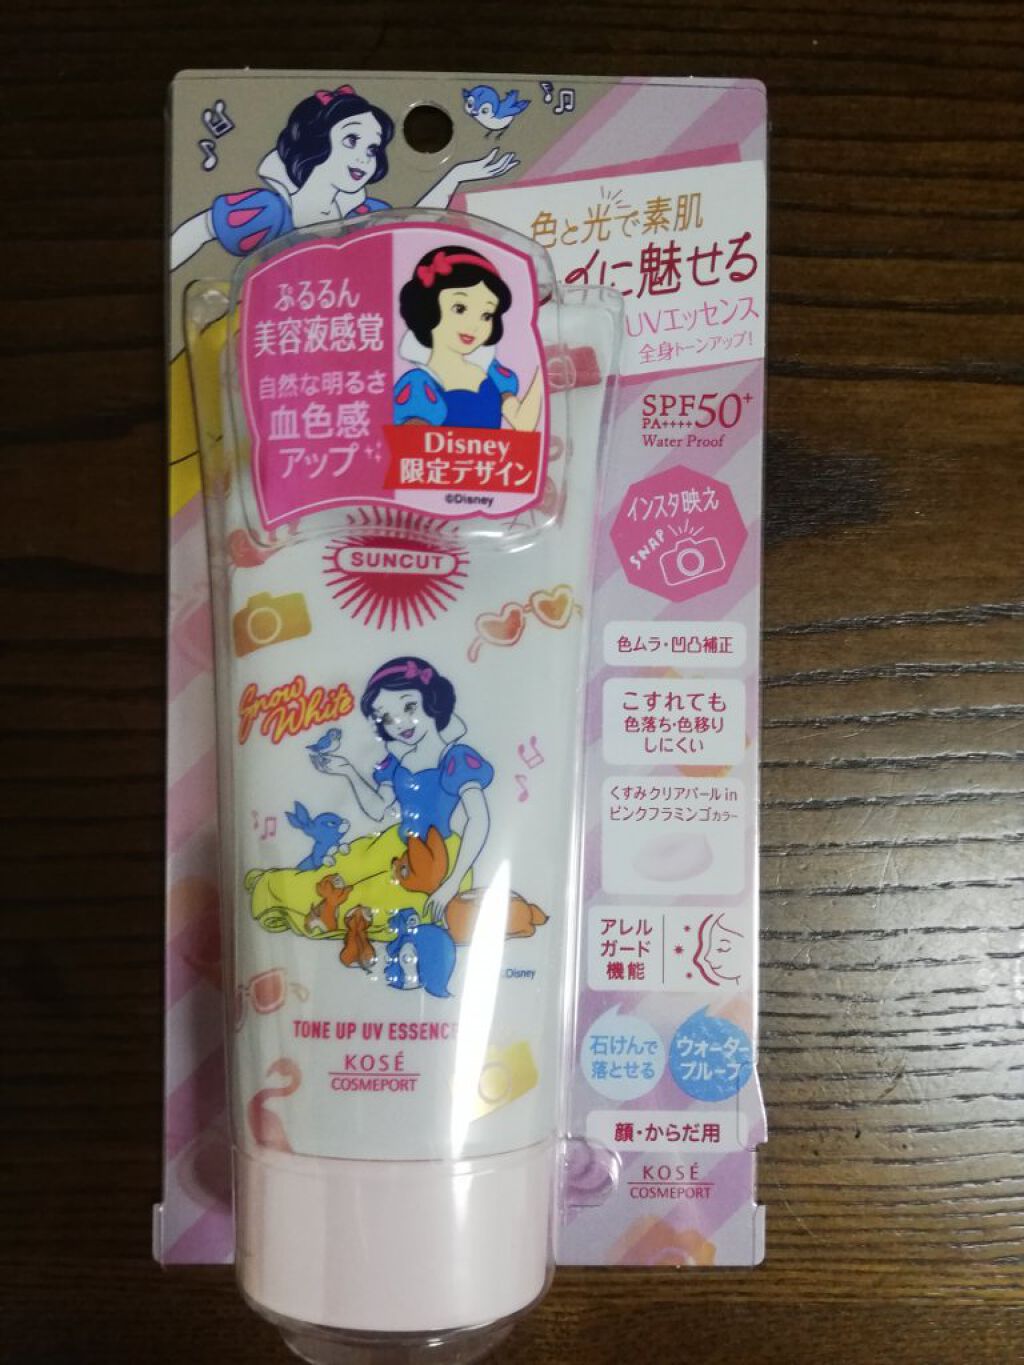 色と光で素肌
イに魅せる
UVエッセンス
全身トーンアップ!
ぷるるん
美容液感覚
自然な明るさ
血色感
アップ
Disney
限定デザイン
©Disney
SPF50+
PA++++
Water Proof
インスタ映え
SNAP
SUNCUT
色ムラ・凹凸補正
Snow
White
こすれても
色落ち・色移り
しにくい
くすみクリアパール in
ピンクフラミンゴカラー
アレル
ガード
機能
Disney
TONE UP UV ESSENCE
KOSÉ
COSMEPORT
石けんで
落とせる
ウォーター
プルーフ
顔・からだ用
KOSÉ
COSMEPORT